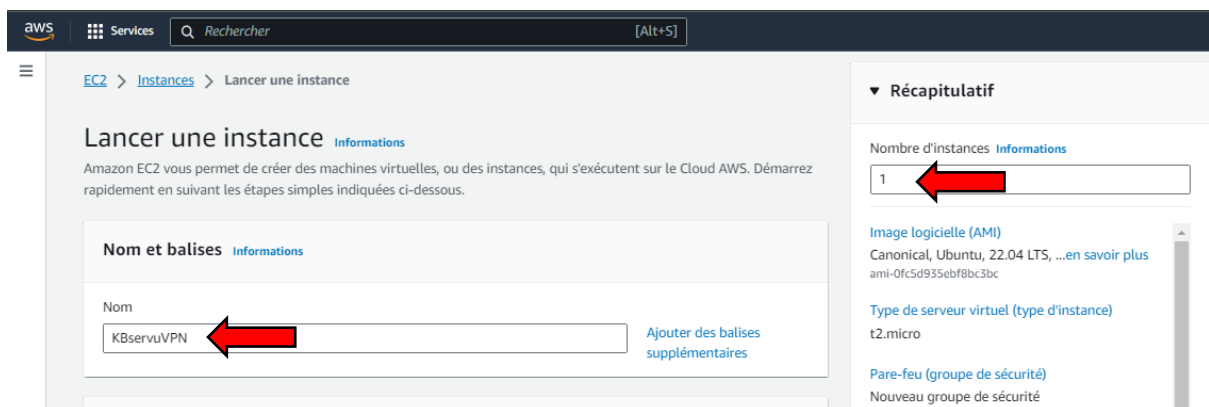 aws
Services
Rechercher
[Alt+S]
EC2 > Instances > Lancer une instance
Lancer une instance Informations
Amazon EC2 vous permet de créer des machines virtuelles, ou des instances, qui s'exécutent sur le Cloud AWS. Démarrez
rapidement en suivant les étapes simples indiquées ci-dessous.
Nom et balises Informations
Nom
KBservuVPN
Ajouter des balises
supplémentaires
Récapitulatif
Nombre d'instances Informations
1
Image logicielle (AMI)
Canonical, Ubuntu, 22.04 LTS, ...en savoir plus
ami-0fc5d935ebf8bc3bc
Type de serveur virtuel (type d'instance)
t2.micro
Pare-feu (groupe de sécurité)
Nouveau groupe de sécurité